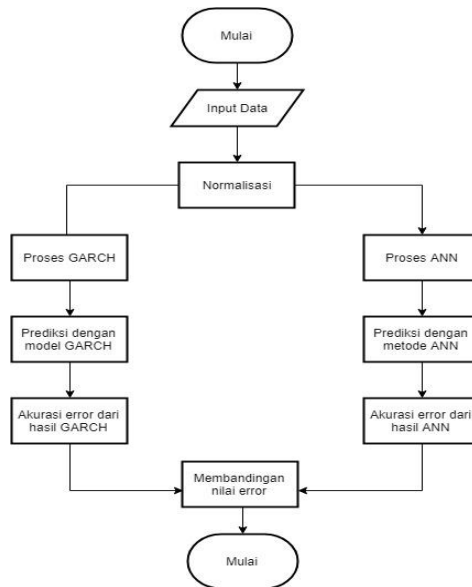 Mulai
Input Data
Normalisasi
Proses GARCH
Proses ANN
Prediksi dengan
model GARCH
Prediksi dengan
metode ANN
Akurasi error dari
hasil GARCH
Akurasi error dari
hasil ANN
Membandingan
nilai error
Mulai